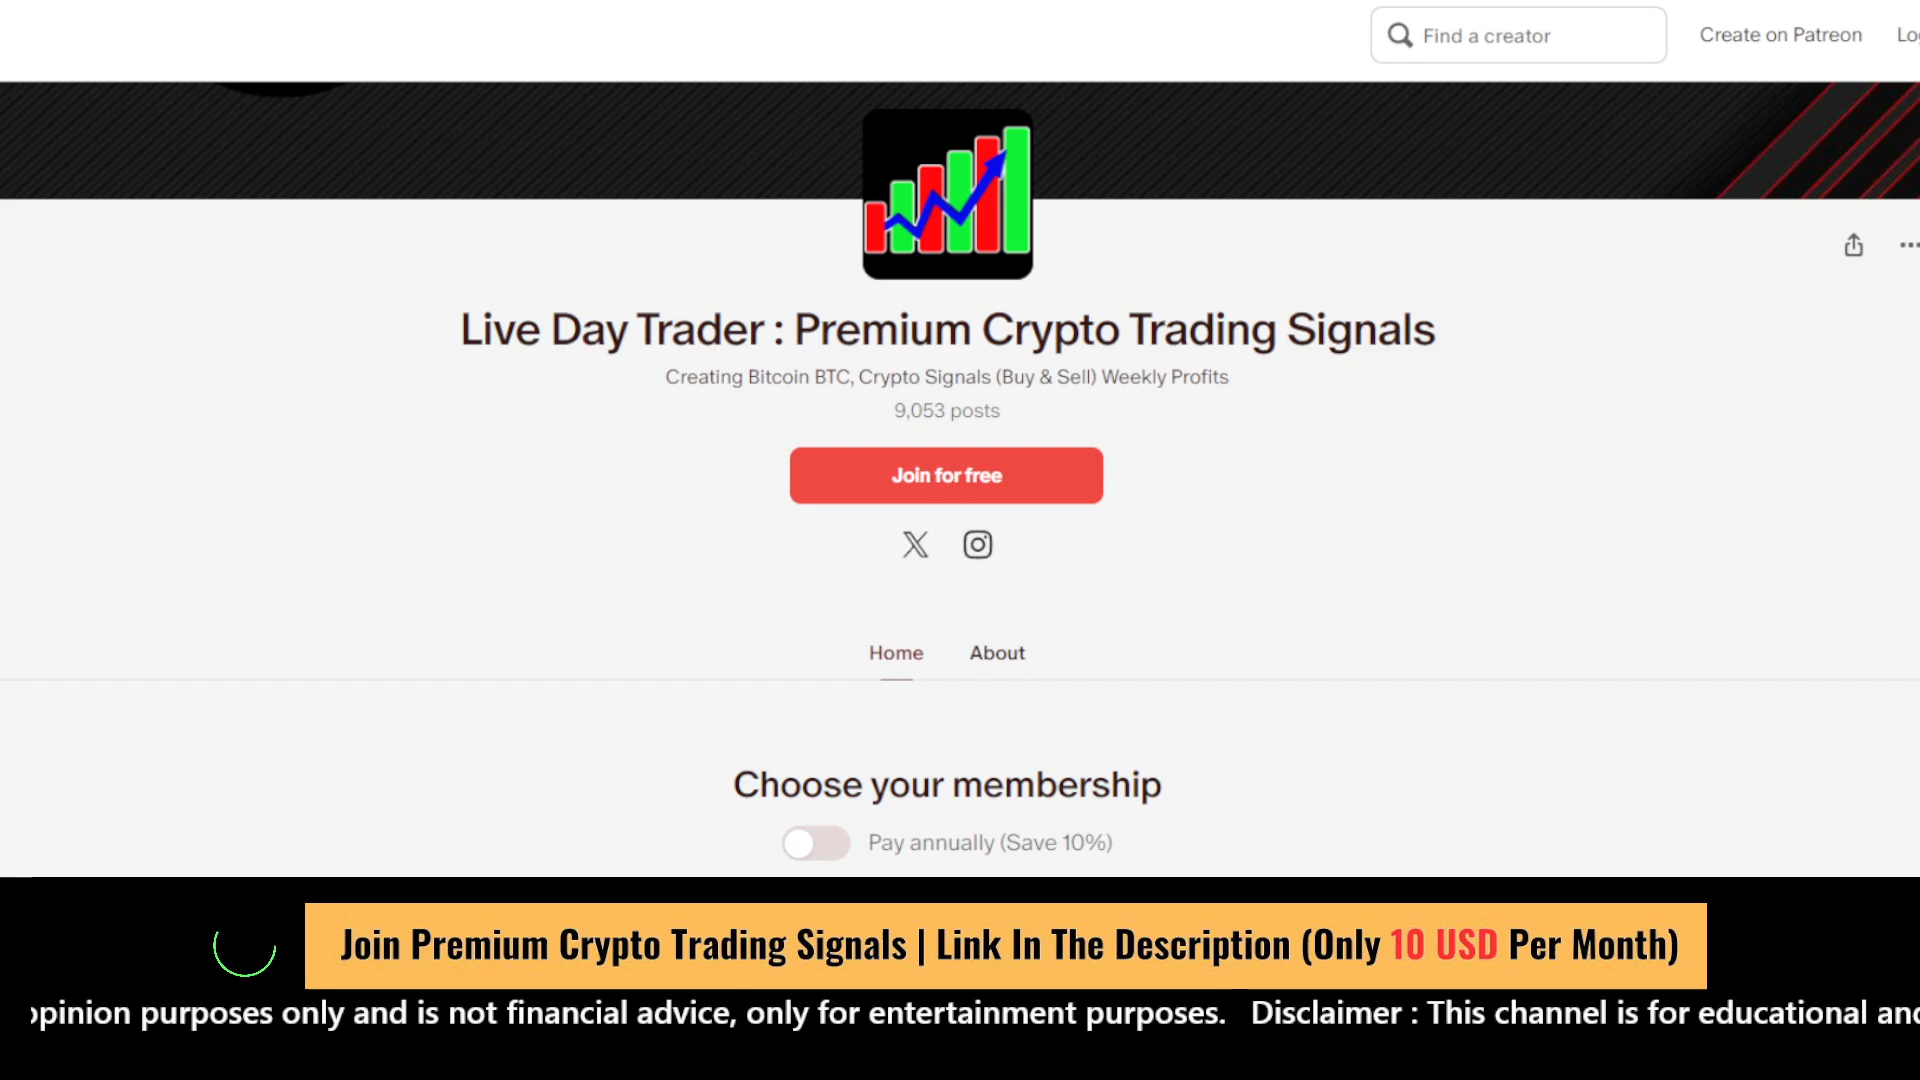 Find a creator
Create on Patreon
Live Day Trader : Premium Crypto Trading Signals
Creating Bitcoin BTC, Crypto Signals (Buy & Sell) Weekly Profits
9,053 posts
Join for free
Home About
Choose your membership
Pay annually (Save 10%)
Join Premium Crypto Trading Signals | Link In The Description (Only 10 USD Per Month)
opinion purposes only and is not financial advice, only for entertainment purposes. Disclaimer : This channel is for educational and